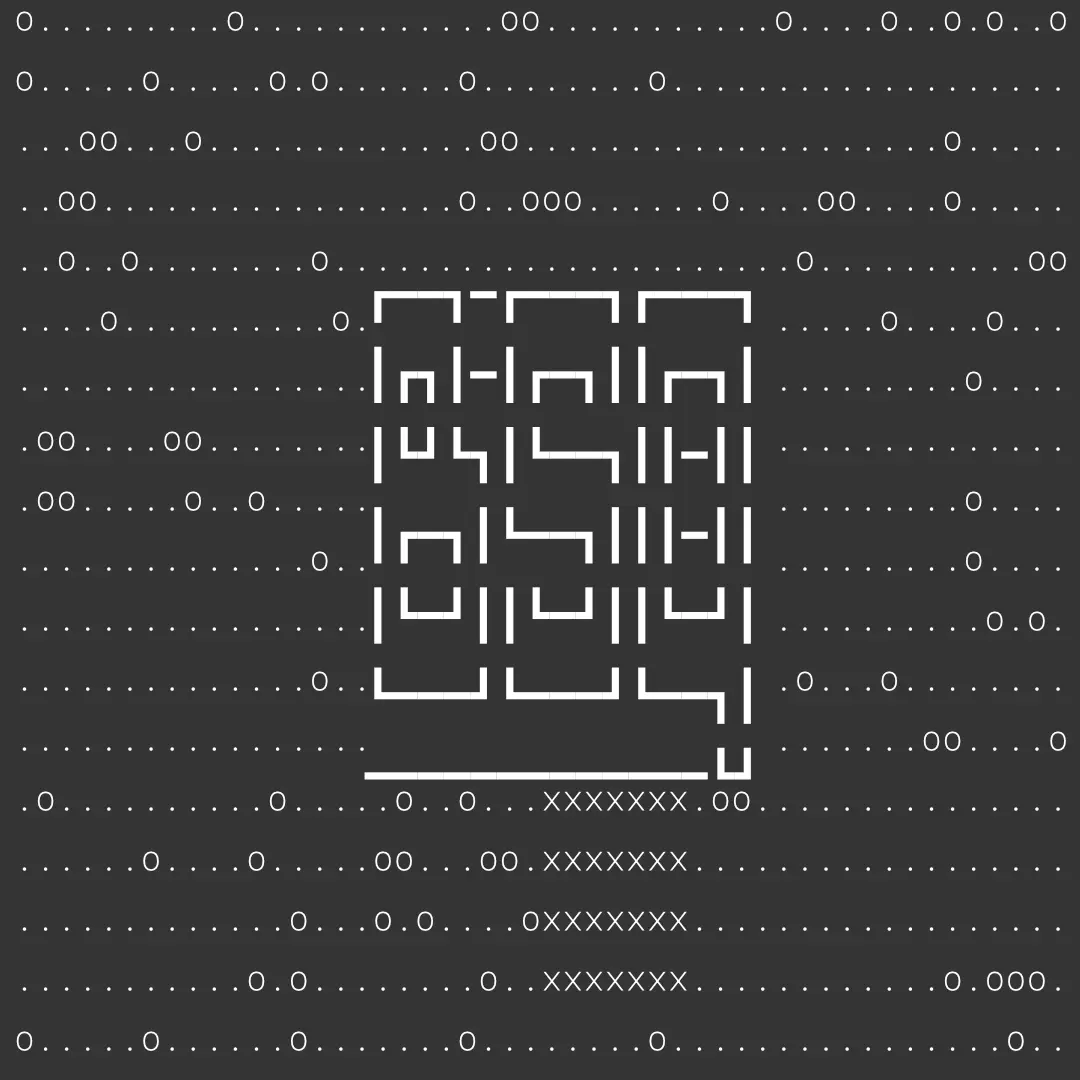 O.........O............OO...........O....O..O.O..O
O.....O.....O.O......O........O...................
...OO...O.............OO....................O.....
..OO.................O..OOO......O....OO....O.....
..O..O........O......................O..........OO
....O..........O. .....O....O...
................. .........O....
.OO....OO........ ..............
.OO.....O..O..... .........O....
..............O.. .........O....
................. ..........O.O.
..............O.. .O...O........
................. .......OO....O
.O..........O.....O..O...XXXXXXX.OO...............
......O....O.....OO...OO.XXXXXXX..................
.............O...O.O....OXXXXXXX..................
...........O.O........O..XXXXXXX............O.OOO.
O.....O......O.......O........O................O..